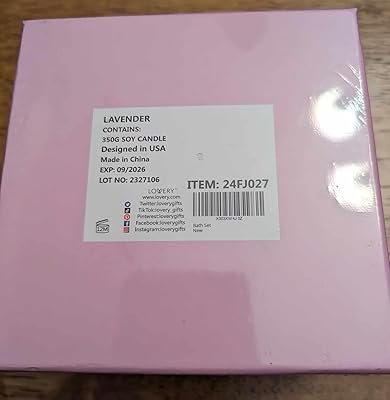 LAVENDER
CONTAINS:
350G SOY CANDLE
Designed in USA
Made in China
EXP: 09/2026
LOT NO: 2327106
ITEM: 24FJ027
LOVERY
www.lovery.com
Twitter:loverygifts
TikTok:loverygifts
Pinterest:loverygifts
Facebook:loverygifts
Instagram:loverygifts
12M
Bath Set
New